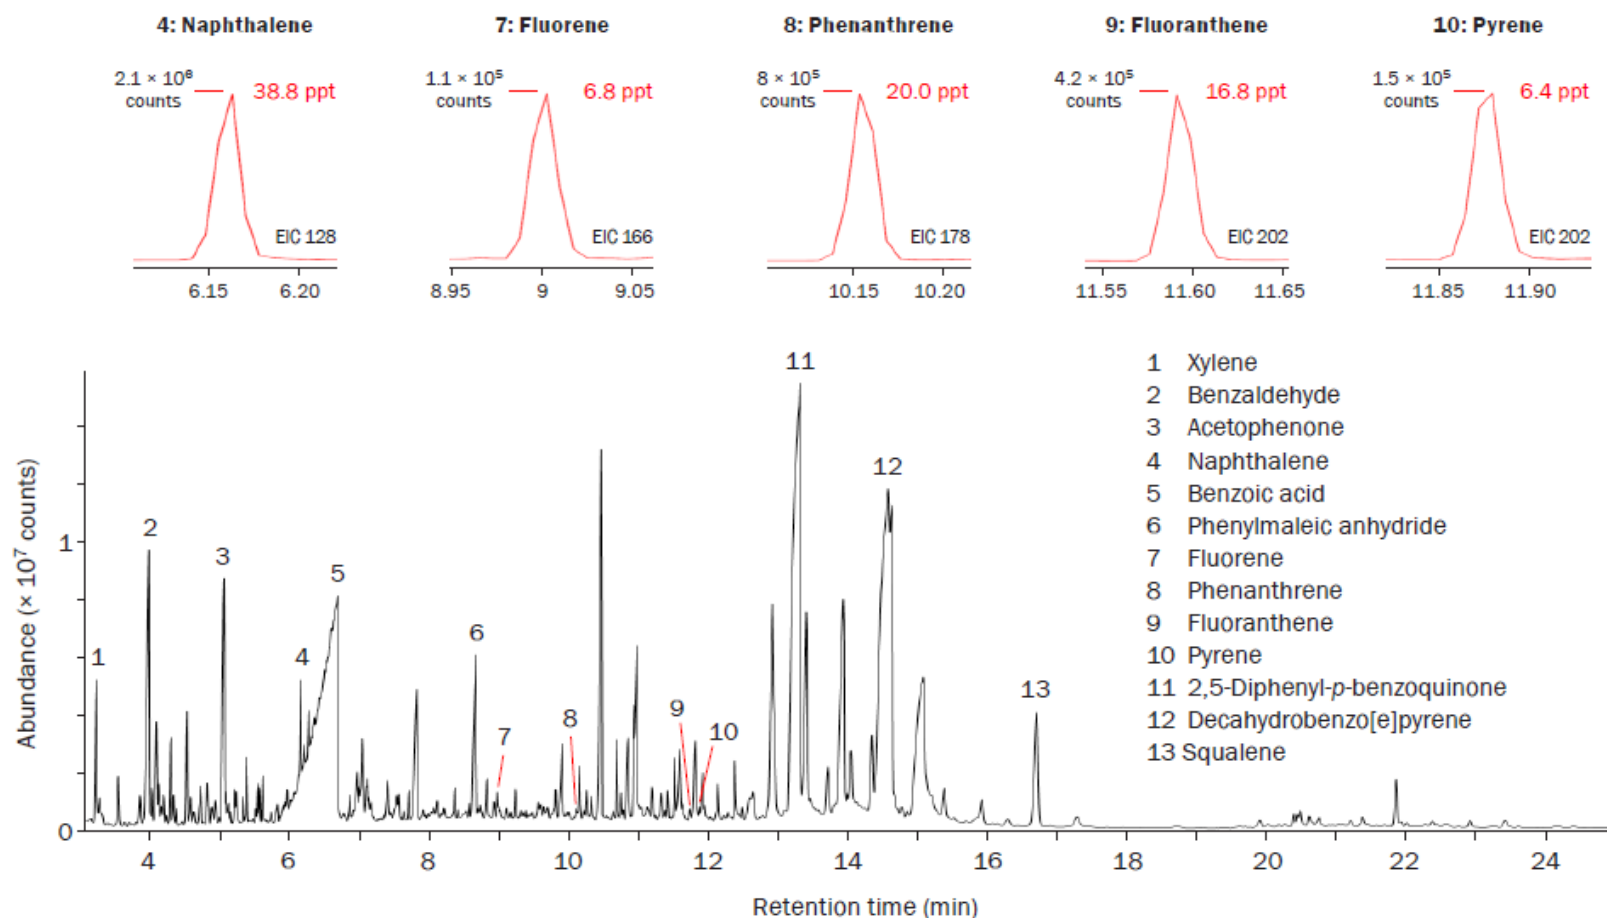 4: Naphthalene
7: Fluorene
8: Phenanthrene
9: Fluoranthene
10: Pyrene
2.1 × 10⁶
counts
38.8 ppt
1.1 × 10⁵
counts
6.8 ppt
8 × 10⁵
counts
20.0 ppt
4.2 × 10⁵
counts
16.8 ppt
1.5 × 10⁵
counts
6.4 ppt
EIC 128
EIC 166
EIC 178
EIC 202
EIC 202
6.15 6.20
8.95 9 9.05
10.15 10.20
11.55 11.60 11.65
11.85 11.90
Abundance (× 10⁷ counts)
1
0
1
2
3
4
5
6
7
8
9
10
11
12
13
1 Xylene
2 Benzaldehyde
3 Acetophenone
4 Naphthalene
5 Benzoic acid
6 Phenylmaleic anhydride
7 Fluorene
8 Phenanthrene
9 Fluoranthene
10 Pyrene
11 2,5-Diphenyl-p-benzoquinone
12 Decahydrobenzo[e]pyrene
13 Squalene
4 6 8 10 12 14 16 18 20 22 24
Retention time (min)